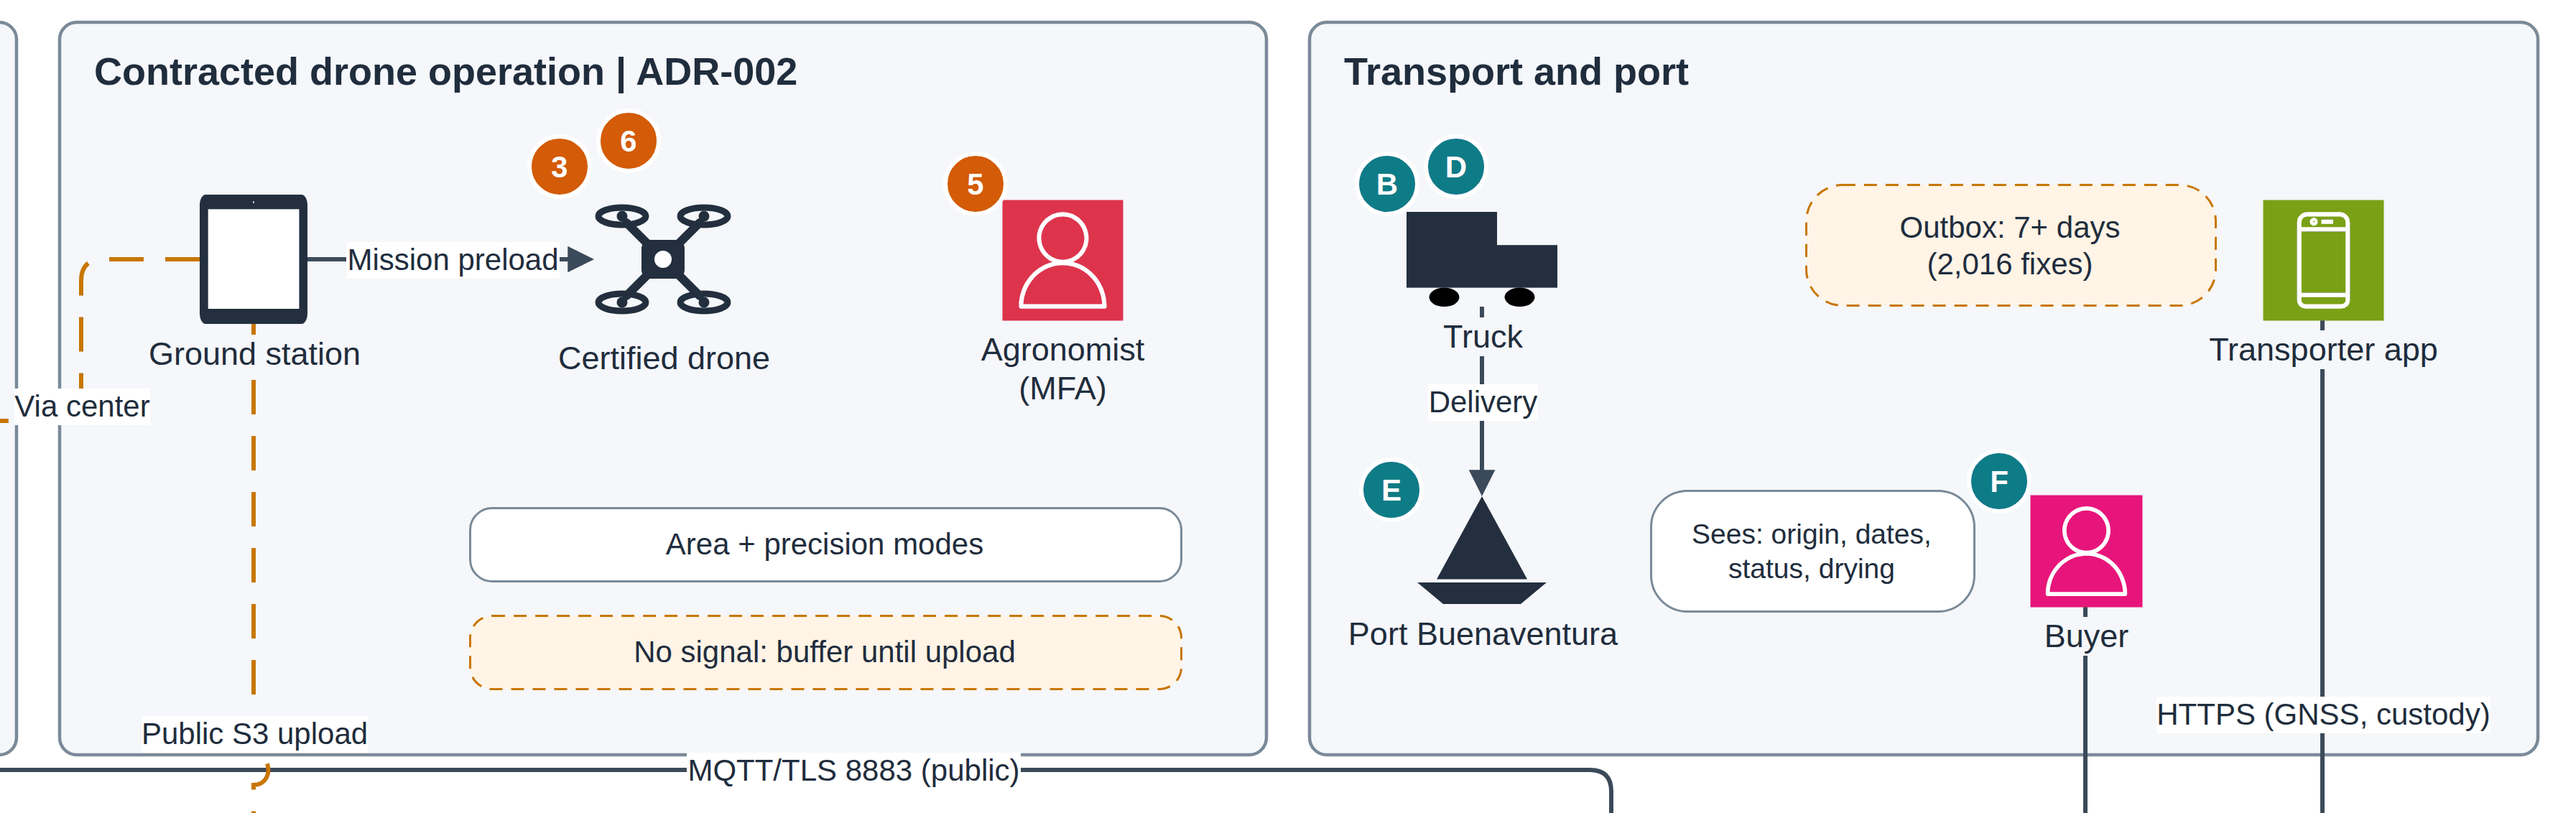 Contracted drone operation | ADR-002
3
6
5
Mission preload
Ground station
Certified drone
Agronomist
(MFA)
Via center
Area + precision modes
No signal: buffer until upload
Public S3 upload
MQTT/TLS 8883 (public)
Transport and port
B
D
Outbox: 7+ days
(2,016 fixes)
Truck
Transporter app
Delivery
E
F
Sees: origin, dates,
status, drying
Port Buenaventura
Buyer
HTTPS (GNSS, custody)